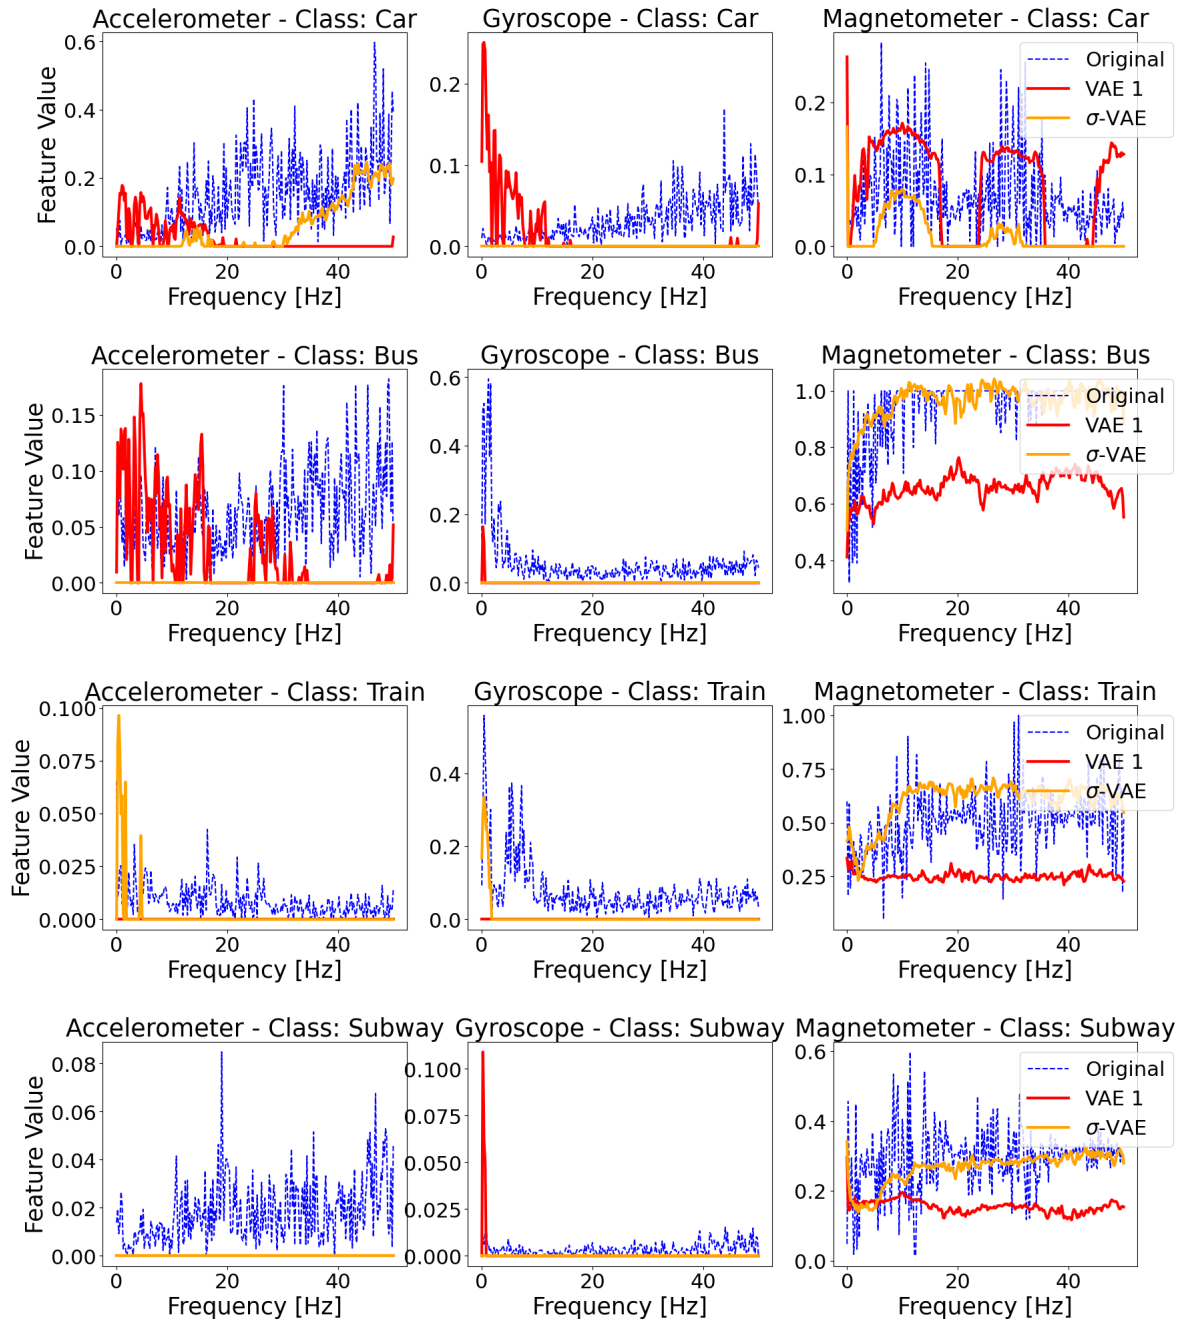 Accelerometer - Class: Car
Gyroscope - Class: Car
Magnetometer - Class: Car
Feature Value
0.6
0.4
0.2
0.0
0
20
40
Frequency [Hz]
0.2
0.1
0.0
0
20
40
Frequency [Hz]
0.2
0.1
0.0
0
20
40
Frequency [Hz]
Original
VAE 1
σ-VAE
Accelerometer - Class: Bus
Gyroscope - Class: Bus
Magnetometer - Class: Bus
Feature Value
0.15
0.10
0.05
0.00
0
20
40
Frequency [Hz]
0.6
0.4
0.2
0.0
0
20
40
Frequency [Hz]
1.0
0.8
0.6
0.4
0
20
40
Frequency [Hz]
Original
VAE 1
σ-VAE
Accelerometer - Class: Train
Gyroscope - Class: Train
Magnetometer - Class: Train
Feature Value
0.100
0.075
0.050
0.025
0.000
0
20
40
Frequency [Hz]
0.4
0.2
0.0
0
20
40
Frequency [Hz]
1.00
0.75
0.50
0.25
0
20
40
Frequency [Hz]
Original
VAE 1
σ-VAE
Accelerometer - Class: Subway
Gyroscope - Class: Subway
Magnetometer - Class: Subway
Feature Value
0.08
0.06
0.04
0.02
0.00
0
20
40
Frequency [Hz]
0.100
0.075
0.050
0.025
0.000
0
20
40
Frequency [Hz]
0.6
0.4
0.2
0.0
0
20
40
Frequency [Hz]
Original
VAE 1
σ-VAE